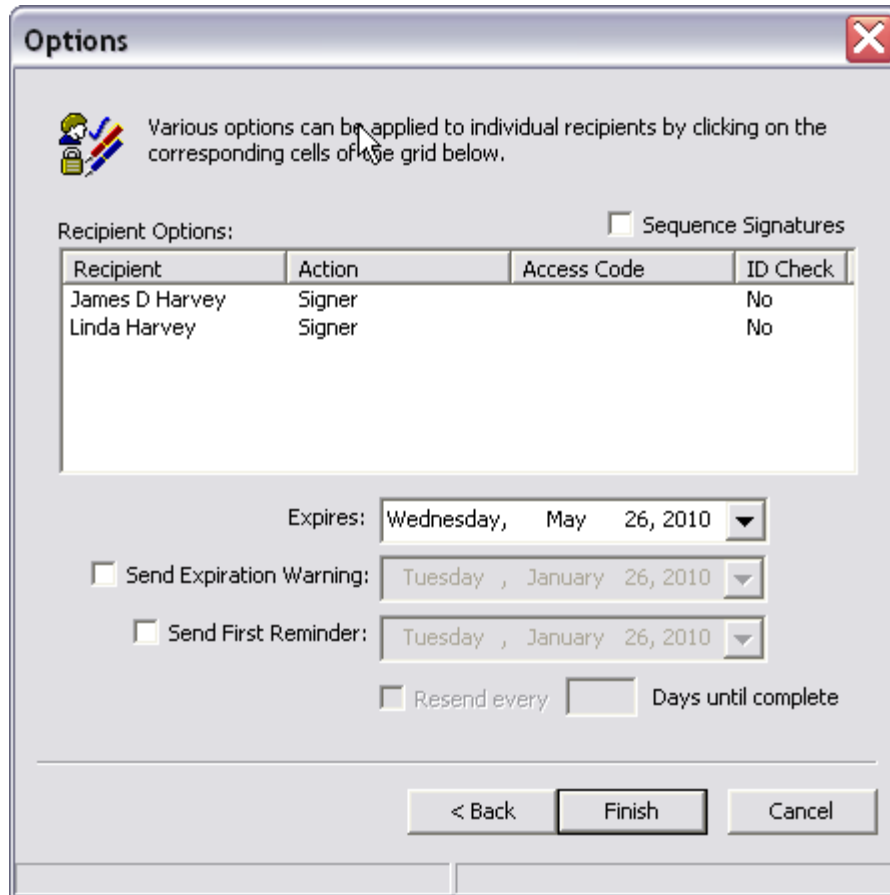 Options
Various options can be applied to individual recipients by clicking on the
corresponding cells of the grid below.
Sequence Signatures
Recipient Options:
Recipient Action Access Code ID Check
James D Harvey Signer No
Linda Harvey Signer No
Expires: Wednesday, May 26, 2010
Send Expiration Warning: Tuesday , January 26, 2010
Send First Reminder: Tuesday , January 26, 2010
Resend every Days until complete
< Back Finish Cancel